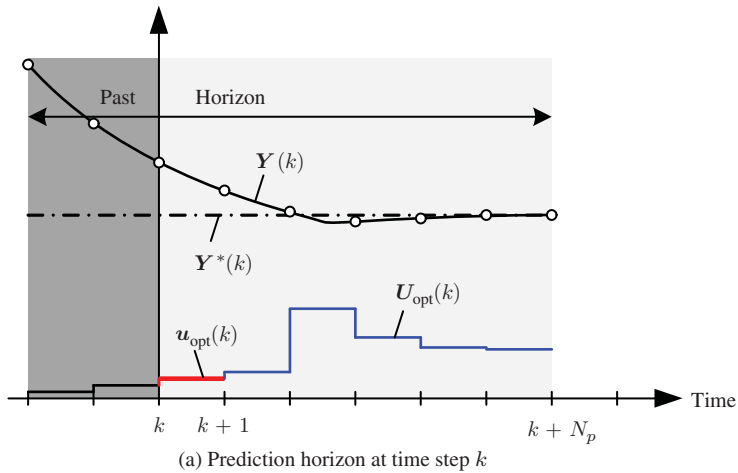 Past Horizon
Y(k)
Y*(k)
U_opt(k)
u_opt(k)
Time
k k + 1 k + N_p
(a) Prediction horizon at time step k